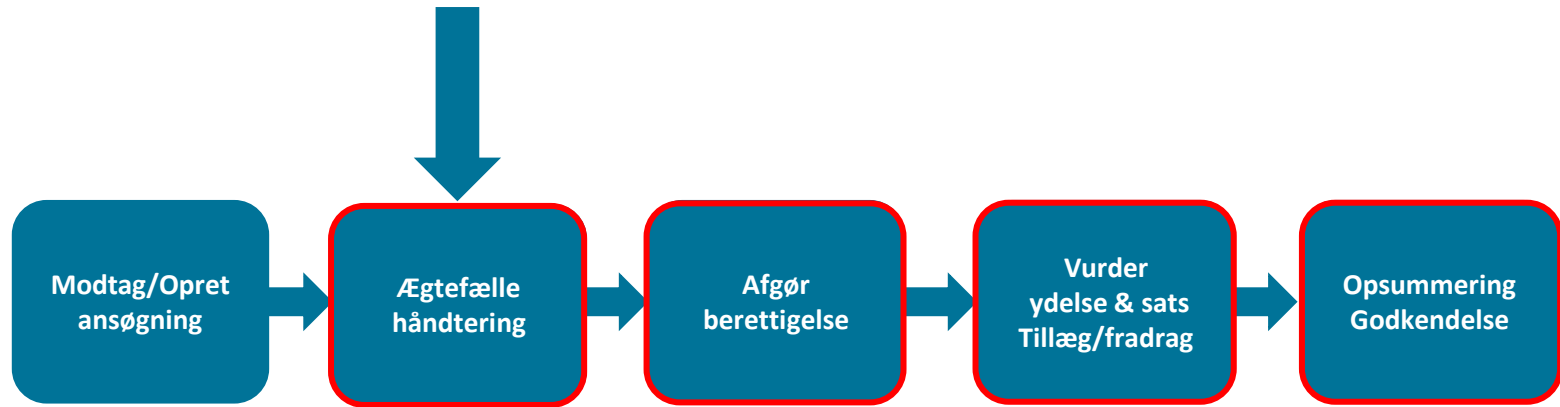 Modtag/Opret
ansøgning
Ægtefælle
håndtering
Afgør
berettigelse
Vurder
ydelse & sats
Tillæg/fradrag
Opsummering
Godkendelse